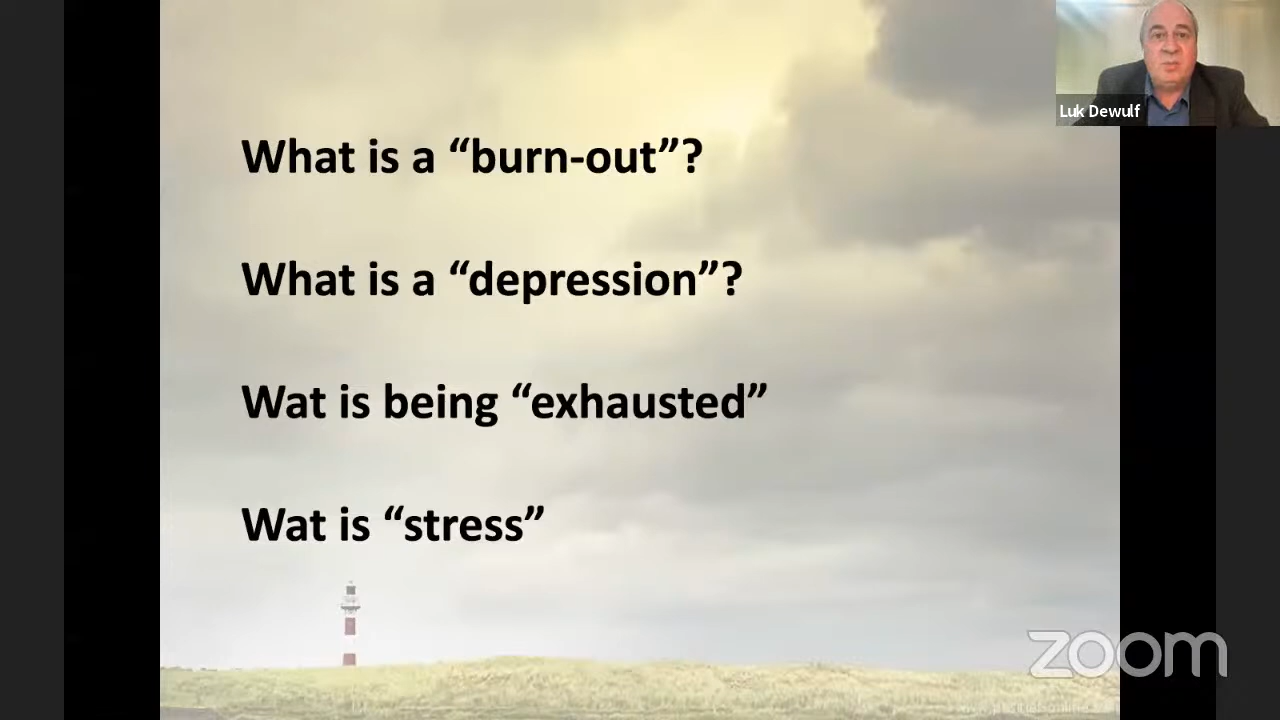 Luk Dewulf
What is a “burn-out”?
What is a “depression”?
Wat is being “exhausted”
Wat is “stress”
zoom